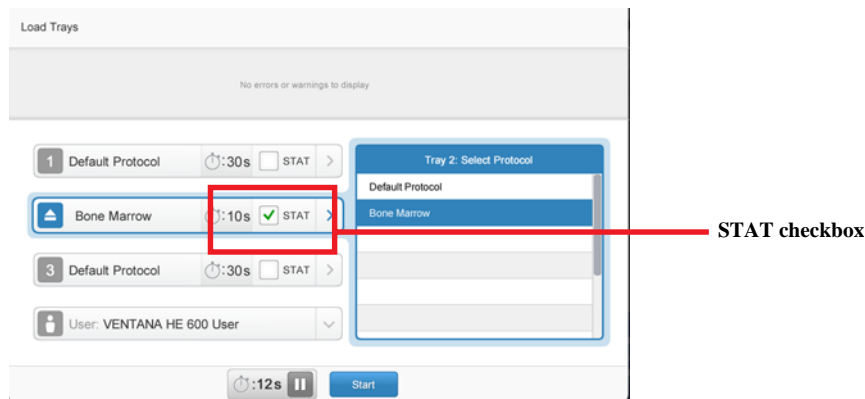 Load Trays
No errors or warnings to display
1 Default Protocol :30s STAT
Bone Marrow :10s STAT
3 Default Protocol :30s STAT
User: VENTANA HE 600 User
Tray 2: Select Protocol
Default Protocol
Bone Marrow
STAT checkbox
:12s Start